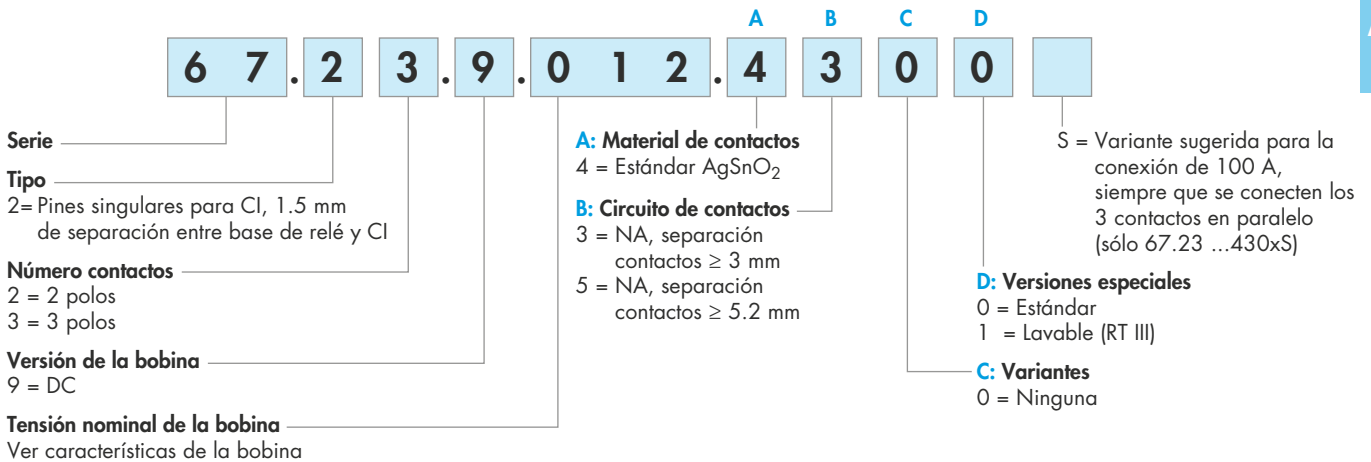 A B C D
6 7 . 2 3 . 9 . 0 1 2 . 4 3 0 0
Serie
Tipo
2= Pines singulares para CI, 1.5 mm
de separación entre base de relé y CI
Número contactos
2 = 2 polos
3 = 3 polos
Versión de la bobina
9 = DC
Tensión nominal de la bobina
Ver características de la bobina
A: Material de contactos
4 = Estándar AgSnO2
B: Circuito de contactos
3 = NA, separación
contactos ≥ 3 mm
5 = NA, separación
contactos ≥ 5.2 mm
S = Variante sugerida para la
conexión de 100 A,
siempre que se conecten los
3 contactos en paralelo
(sólo 67.23 ...430xS)
D: Versiones especiales
0 = Estándar
1 = Lavable (RT III)
C: Variantes
0 = Ninguna